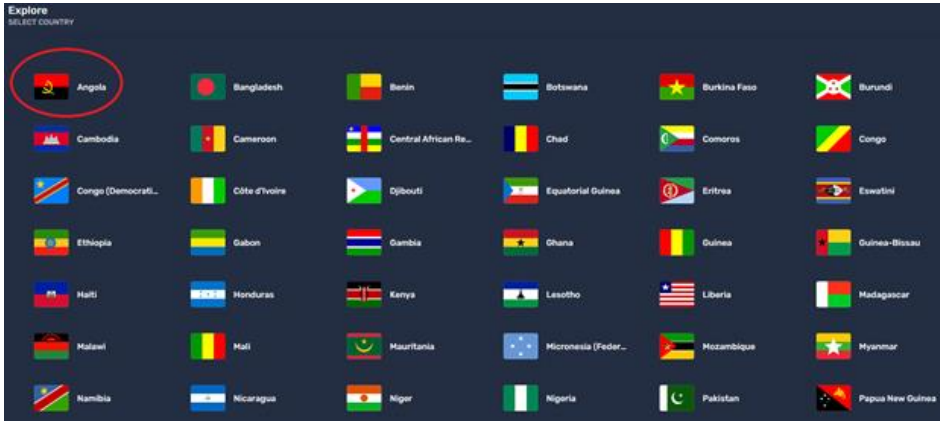 Explore
SELECT COUNTRY
Angola
Bangladesh
Benin
Botswana
Burkina Faso
Burundi
Cambodia
Cameroon
Central African Re...
Chad
Comoros
Congo
Congo (Democrati...
Côte d'Ivoire
Djibouti
Equatorial Guinea
Eritrea
Eswatini
Ethiopia
Gabon
Gambia
Ghana
Guinea
Guinea-Bissau
Haiti
Honduras
Kenya
Lesotho
Liberia
Madagascar
Malawi
Mali
Mauritania
Micronesia (Feder...
Mozambique
Myanmar
Namibia
Nicaragua
Niger
Nigeria
Pakistan
Papua New Guinea